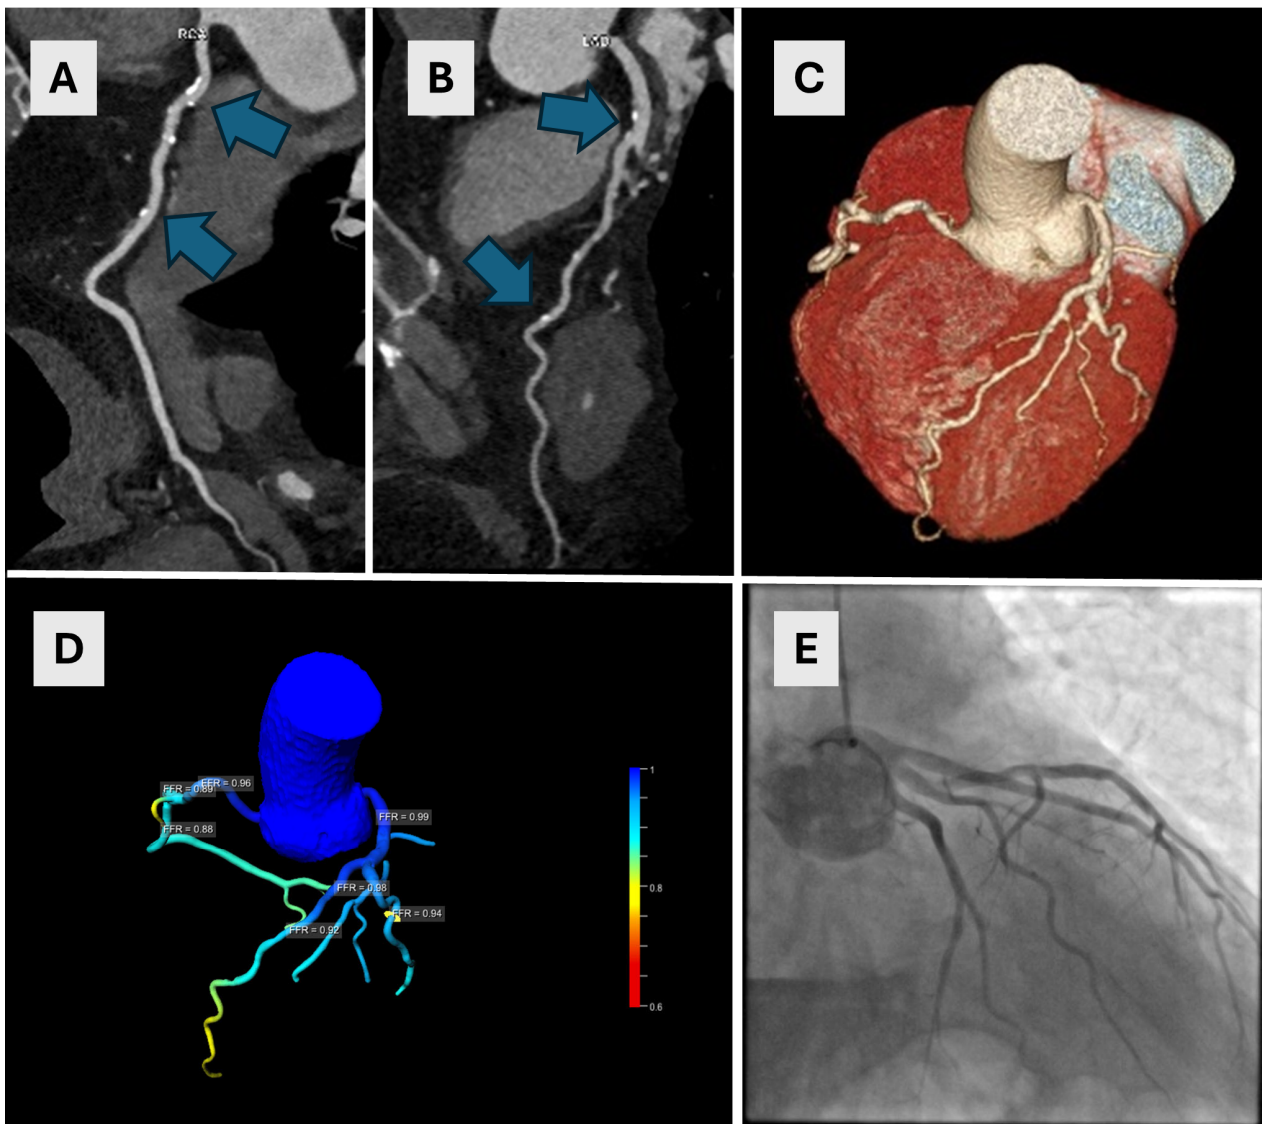 A
RCA
B
LAD
C
D
FFR = 0.96
FFR = 0.89
FFR = 0.88
FFR = 0.99
FFR = 0.98
FFR = 0.94
FFR = 0.92
1
0.8
0.6
E